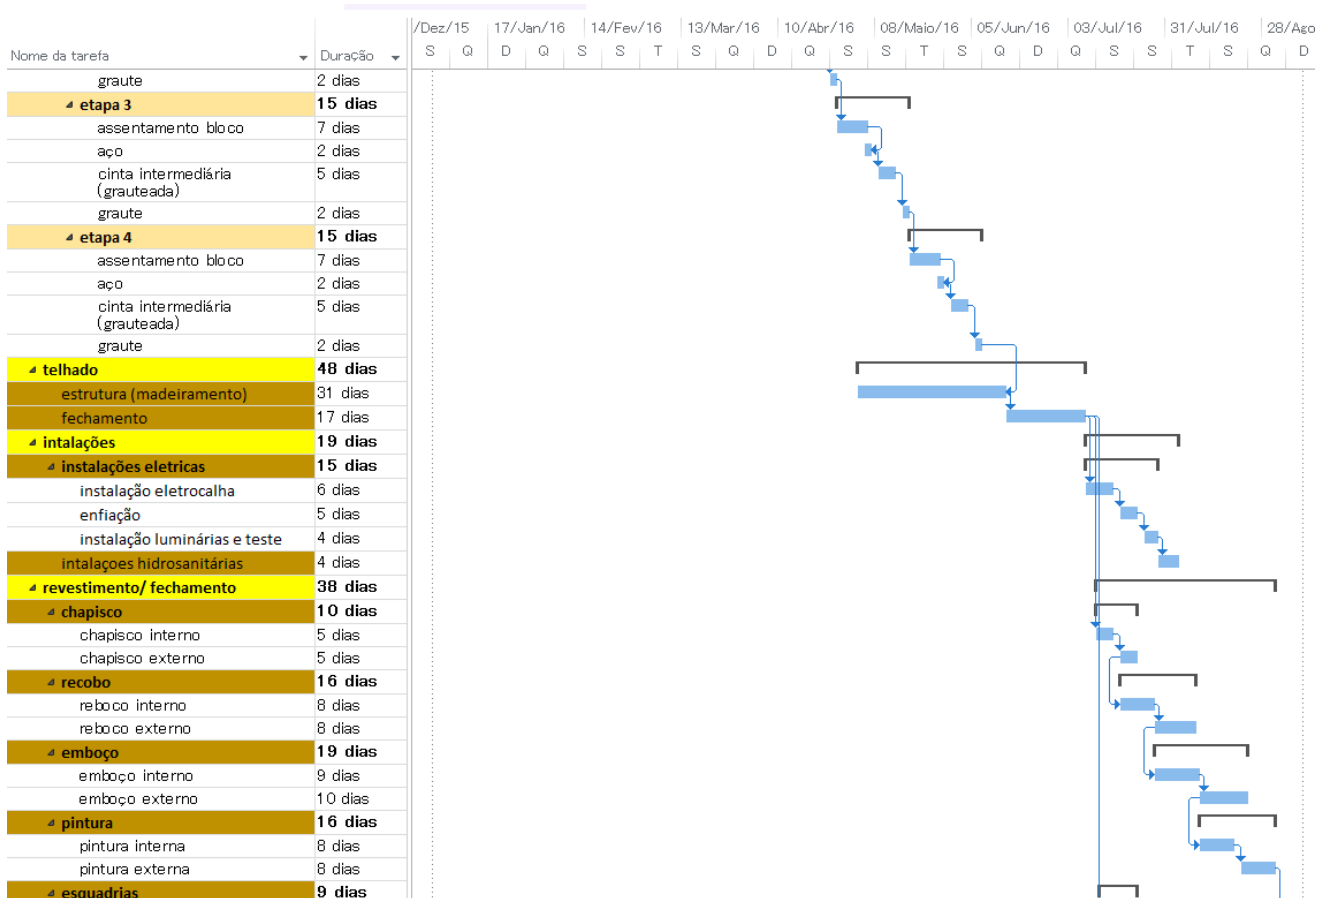 /Dez/15 17/Jan/16 14/Fev/16 13/Mar/16 10/Abr/16 08/Maio/16 05/Jun/16 03/Jul/16 31/Jul/16 28/Ago
Nome da tarefa Duração S Q D Q S S T S Q D Q S S T S Q D Q S S T S Q D
graute 2 dias
etapa 3 15 dias
assentamento bloco 7 dias
aço 2 dias
cinta intermediária 5 dias
(grauteada)
graute 2 dias
etapa 4 15 dias
assentamento bloco 7 dias
aço 2 dias
cinta intermediária 5 dias
(grauteada)
graute 2 dias
telhado 48 dias
estrutura (madeiramento) 31 dias
fechamento 17 dias
intalações 19 dias
instalações eletricas 15 dias
instalação eletrocalha 6 dias
enfiação 5 dias
instalação luminárias e teste 4 dias
intalaçoes hidrosanitárias 4 dias
revestimento/ fechamento 38 dias
chapisco 10 dias
chapisco interno 5 dias
chapisco externo 5 dias
recobo 16 dias
reboco interno 8 dias
reboco externo 8 dias
emboço 19 dias
emboço interno 9 dias
emboço externo 10 dias
pintura 16 dias
pintura interna 8 dias
pintura externa 8 dias
esquadrias 9 dias